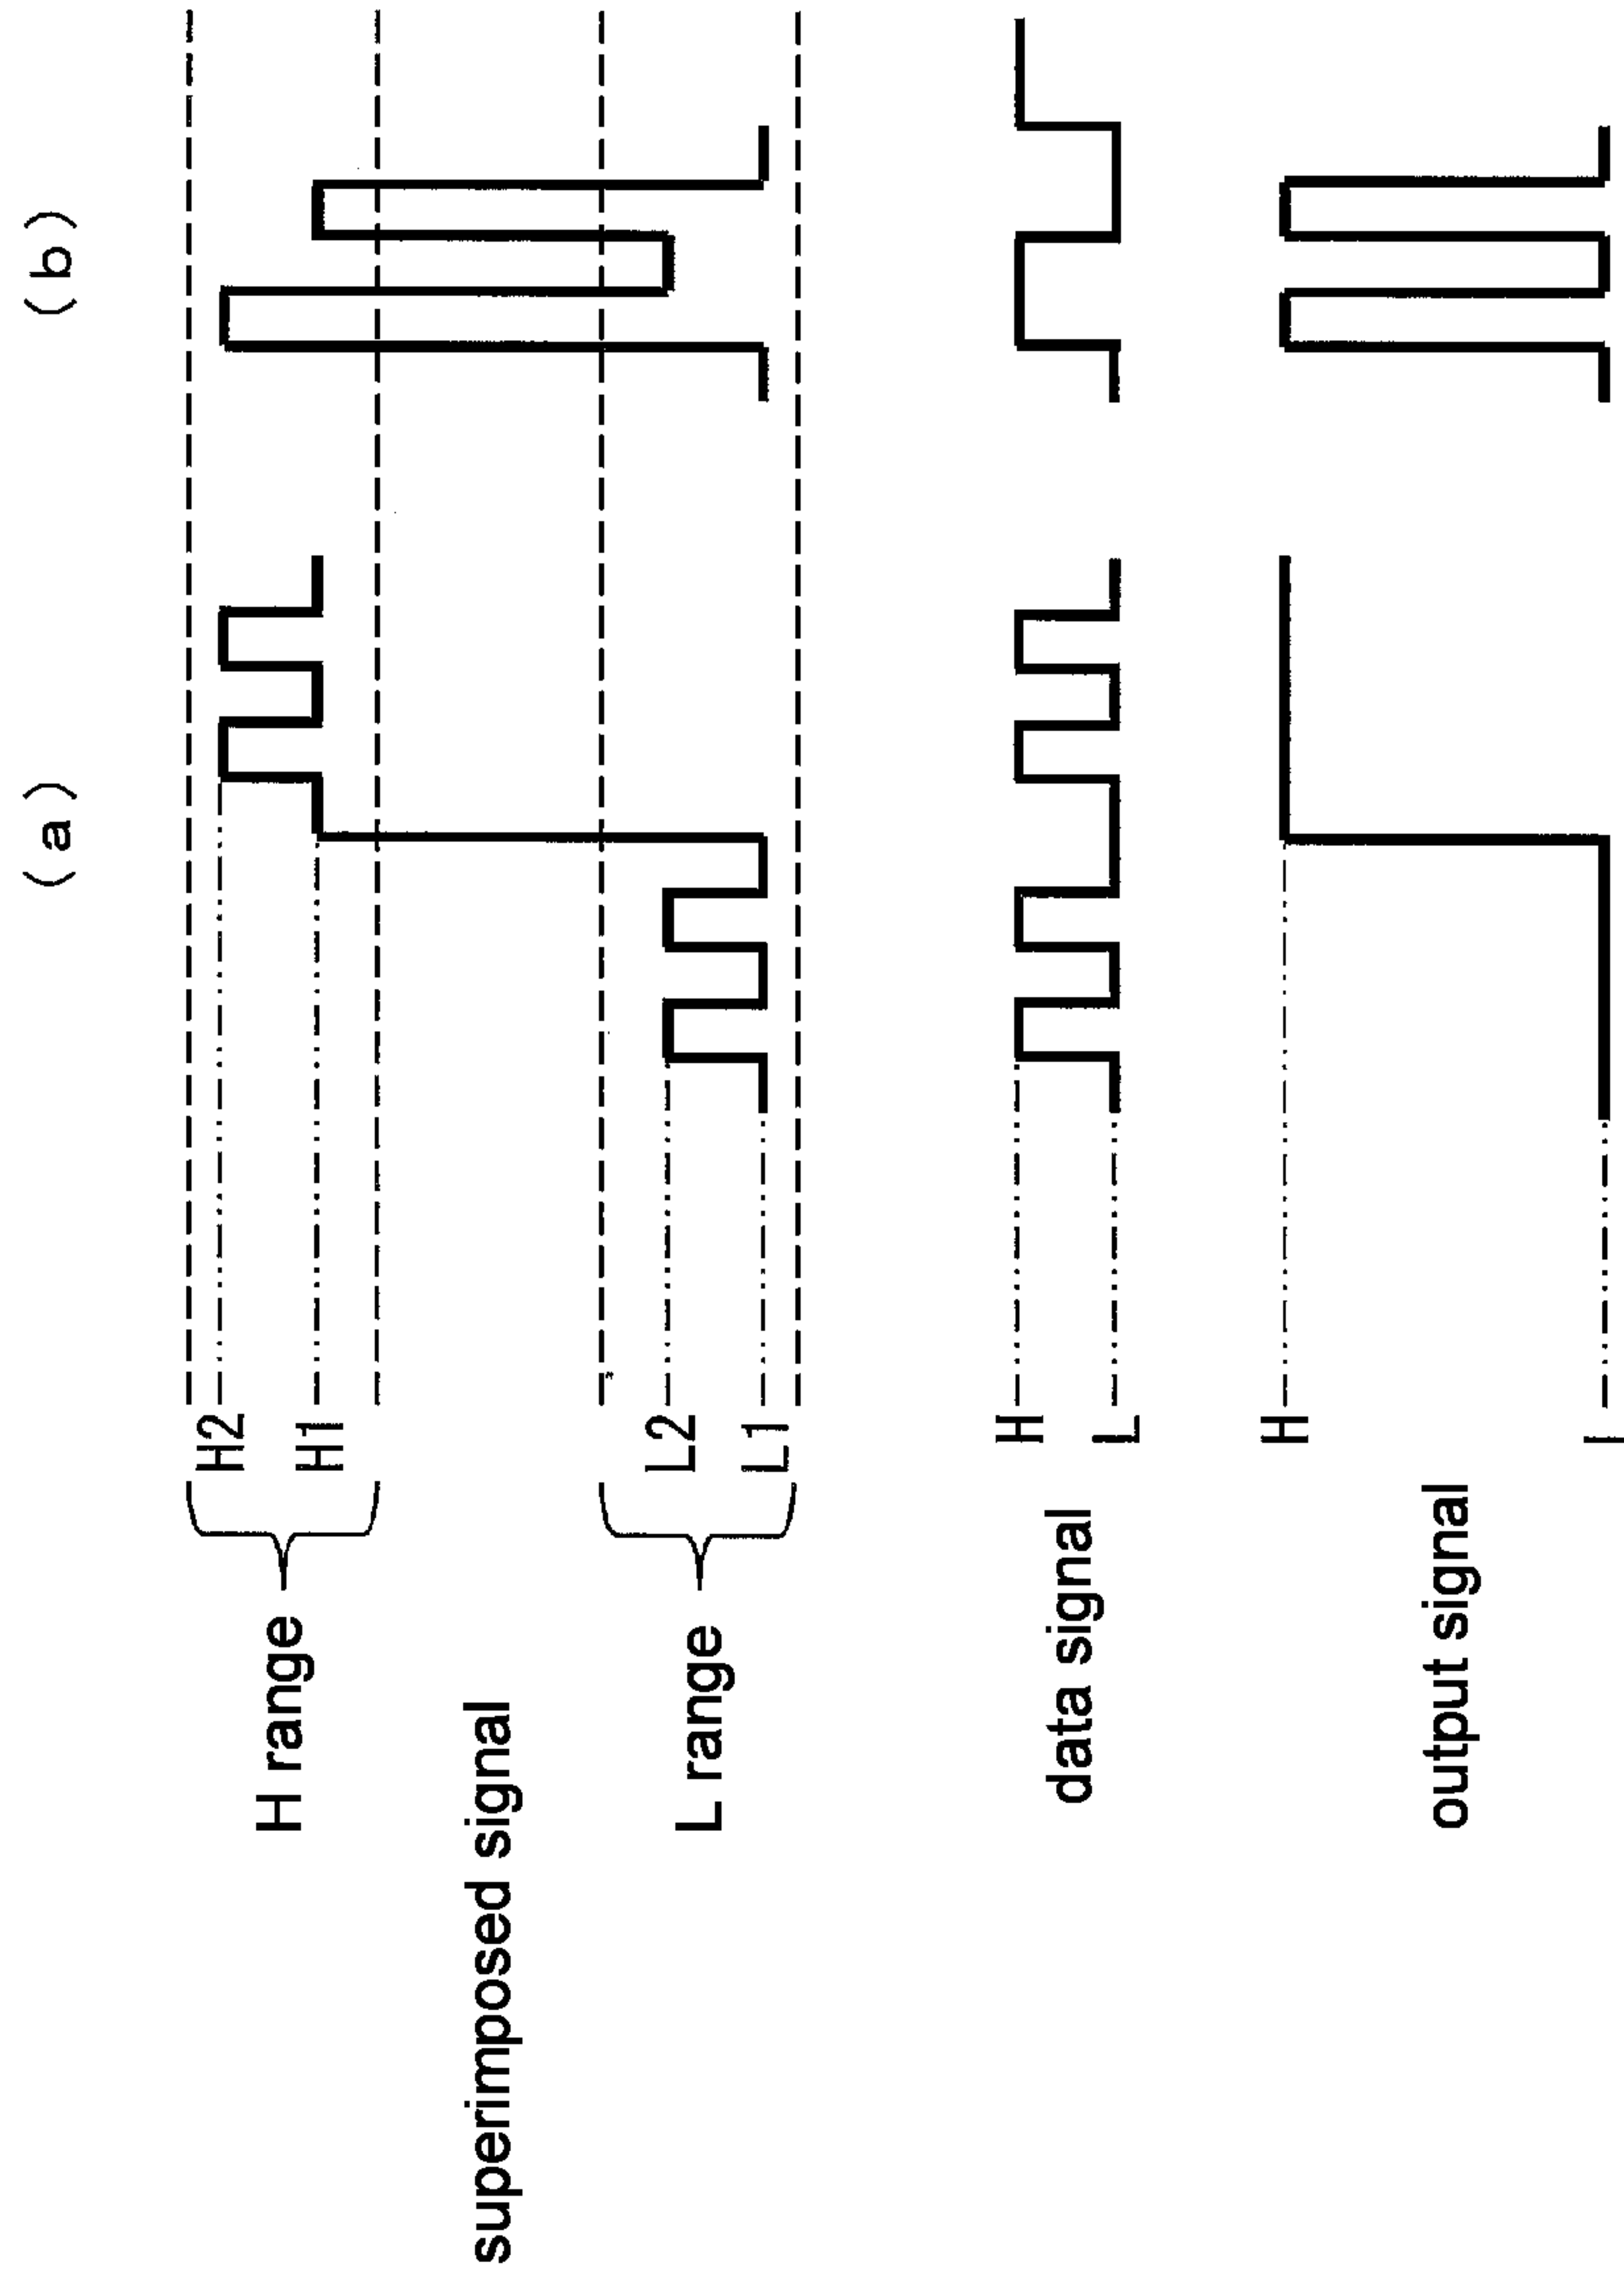 (a)
(b)
H range
H2
H1
superimposed signal
L range
L2
L1
data signal
H
L
output signal
H
L